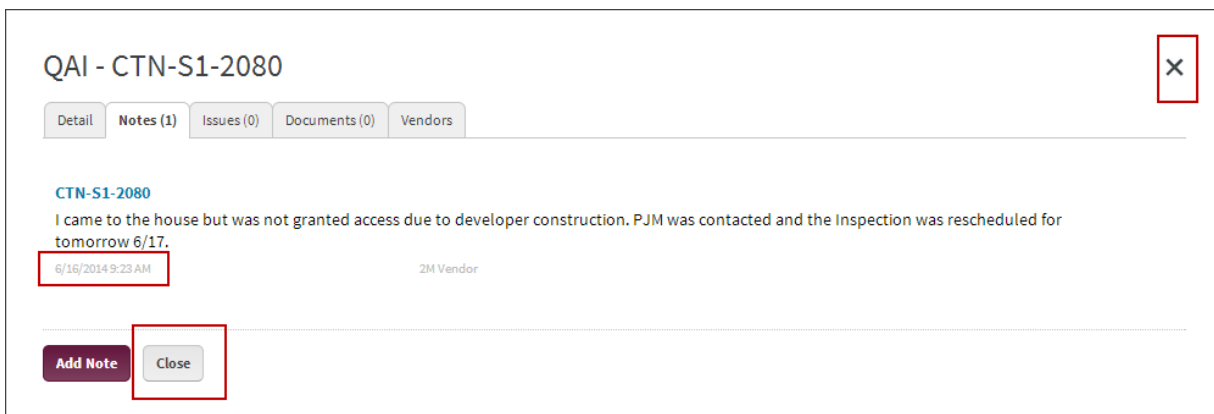 QAI - CTN-S1-2080
×
Detail Notes (1) Issues (0) Documents (0) Vendors
CTN-S1-2080
I came to the house but was not granted access due to developer construction. PJM was contacted and the Inspection was rescheduled for
tomorrow 6/17.
6/16/2014 9:23 AM 2M Vendor
Add Note Close